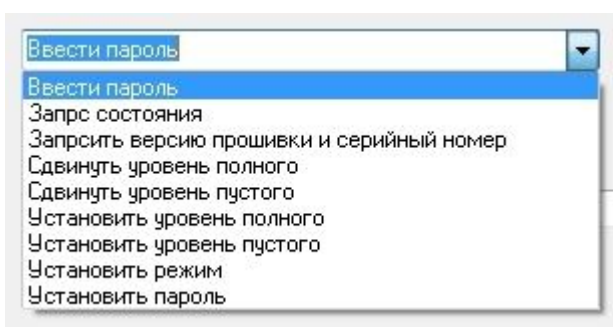 Ввести пароль
Ввести пароль
Запрс состояния
Запрсить версию прошивки и серийный номер
Сдвинуть уровень полного
Сдвинуть уровень пустого
Установить уровень полного
Установить уровень пустого
Установить режим
Установить пароль